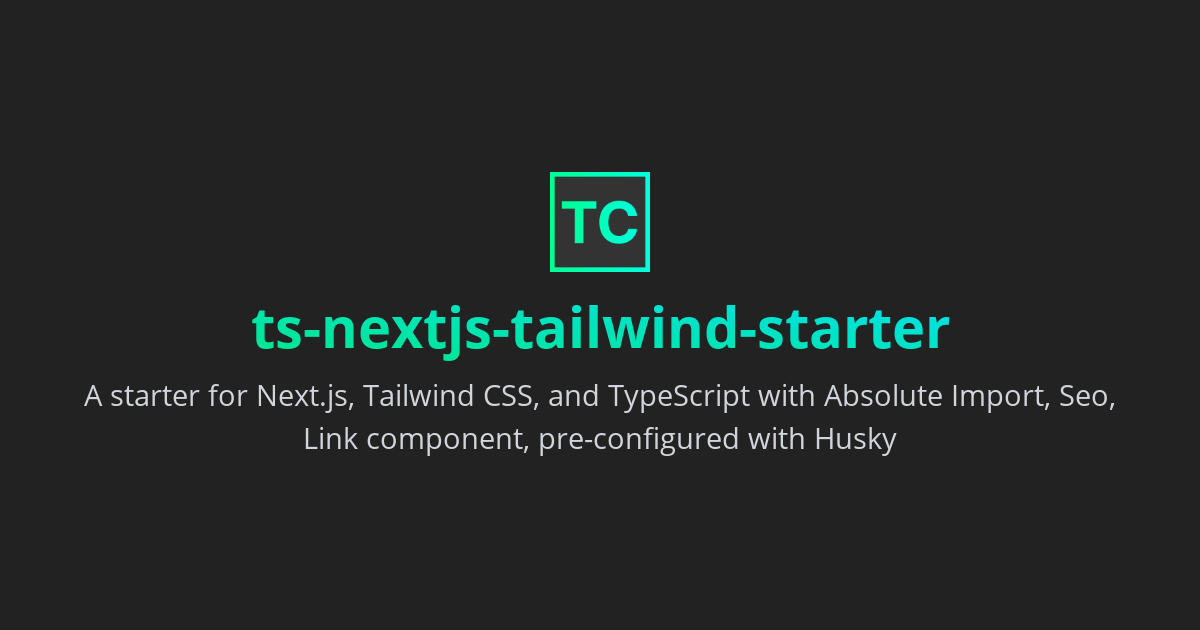 TC
ts-nextjs-tailwind-starter
A starter for Next.js, Tailwind CSS, and TypeScript with Absolute Import, Seo,
Link component, pre-configured with Husky